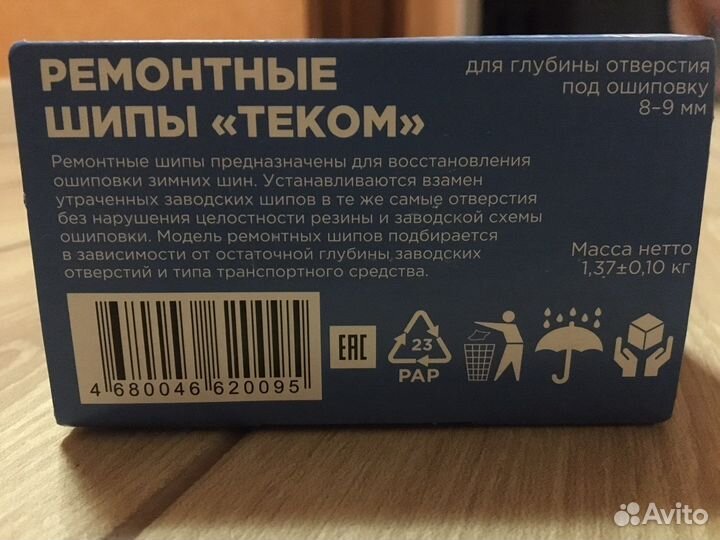 РЕМОНТНЫЕ
ШИПЫ «ТЕКОМ»
для глубины отверстия
под ошиповку
8–9 мм
Ремонтные шипы предназначены для восстановления
ошиповки зимних шин. Устанавливаются взамен
утраченных заводских шипов в те же самые отверстия
без нарушения целостности резины и заводской схемы
ошиповки. Модель ремонтных шипов подбирается
в зависимости от остаточной глубины заводских
отверстий и типа транспортного средства.
Масса нетто
1,37±0,10 кг
4 680046 620095
EAC
23
PAP
Avito